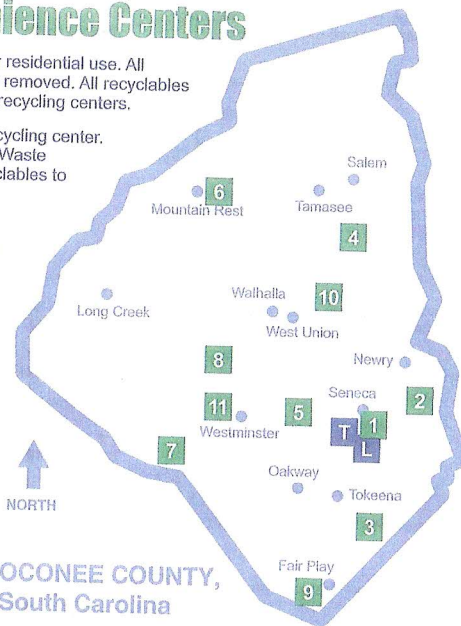 ience Centers
r residential use. All
removed. All recyclables
recycling centers.
cycling center.
Waste
clables to
Salem
6
Mountain Rest
Tamasee
4
Long Creek
Walhalla
10
West Union
8
Newry
Seneca
2
11
5
1
Westminster
T
L
7
Oakway
Tokeena
NORTH
3
OCONEE COUNTY,
South Carolina
Fair Play
9